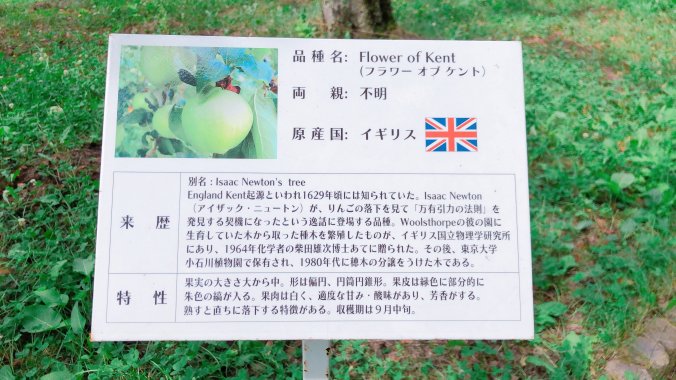 品種名: Flower of Kent
(フラワー オブ ケント)
両親: 不明
原産国: イギリス
来歴
別名：Isaac Newton's tree
England Kent起源といわれ1629年頃には知られていた。Isaac Newton
（アイザック・ニュートン）が、りんごの落下を見て「万有引力の法則」を
発見する契機になったという逸話に登場する品種。Woolsthorpeの彼の園に
生育していた木から取った種木を繁殖したものが、イギリス国立物理学研究所
にあり、1964年化学者の柴田雄次博士あてに贈られた。その後、東京大学
小石川植物園で保存され、1980年代に穂木の分譲をうけた木である。
特性
果実の大きさ大から中。形は偏円、円筒円錐形。果皮は緑色に部分的に
朱色の縞が入る。果肉は白く、適度な甘み・酸味があり、芳香がする。
熟すと直ちに落下する特徴がある。収穫期は９月中旬。